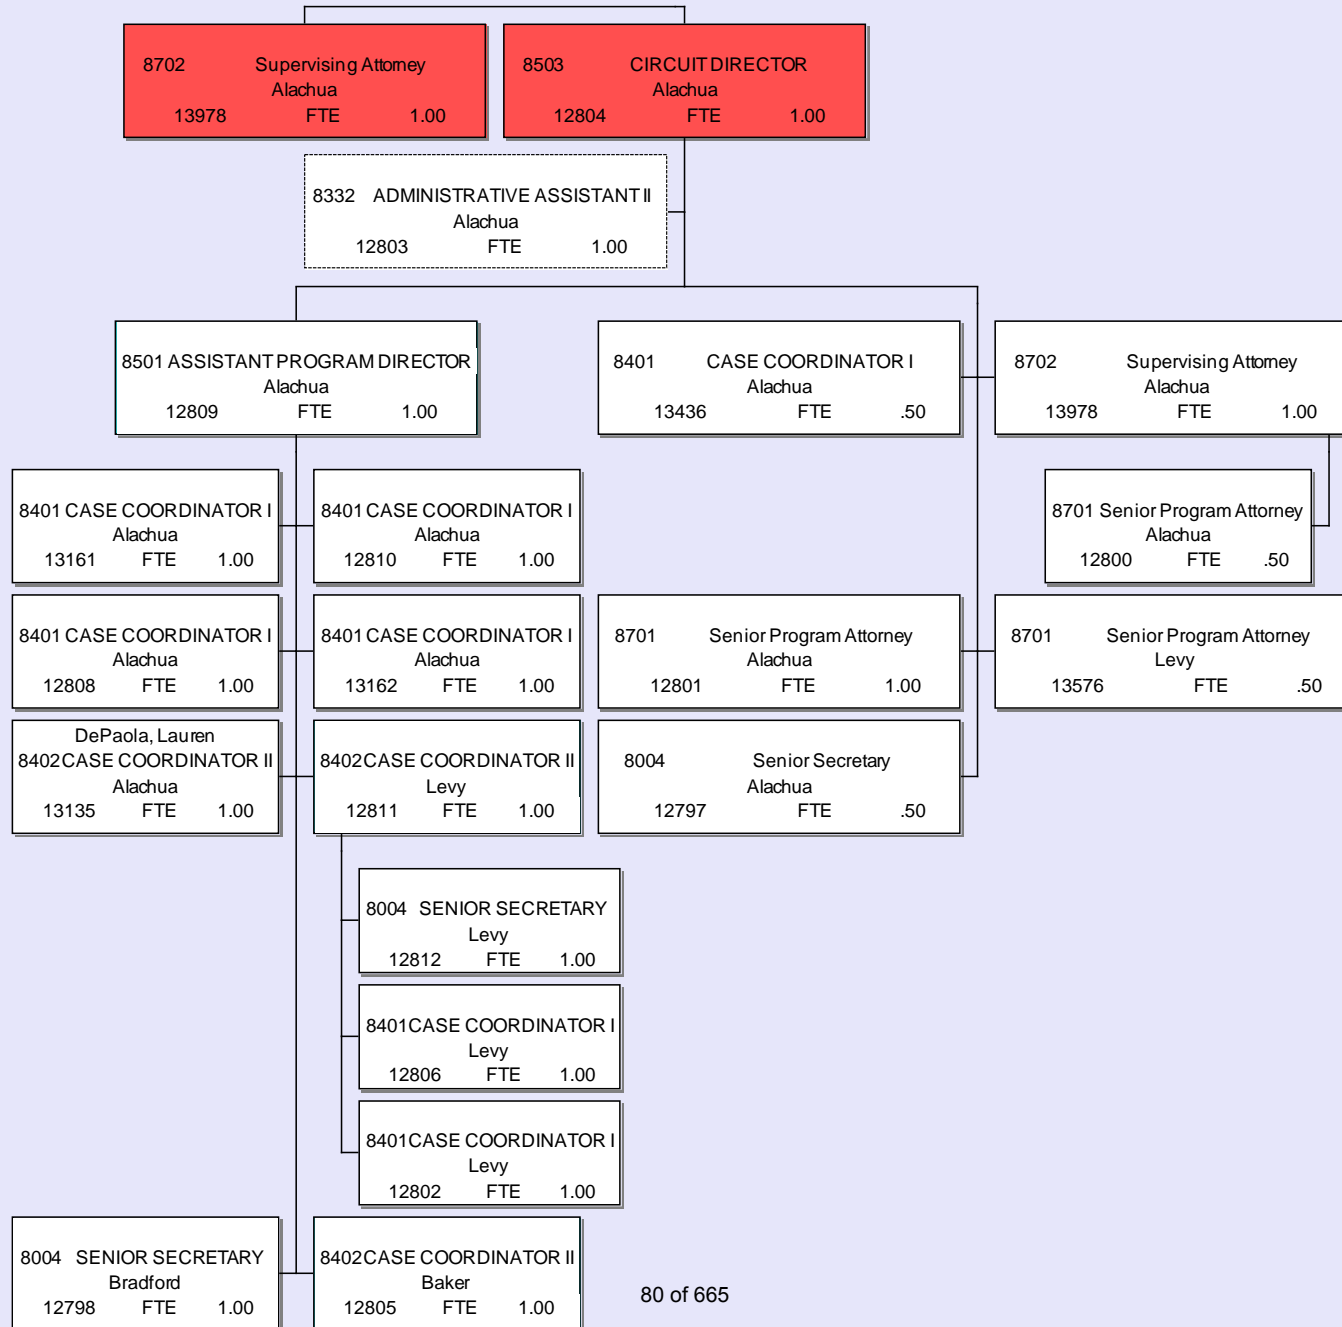 8702 Supervising Attorney
Alachua
13978 FTE 1.00
8503 CIRCUIT DIRECTOR
Alachua
12804 FTE 1.00
8332 ADMINISTRATIVE ASSISTANT II
Alachua
12803 FTE 1.00
8501 ASSISTANT PROGRAM DIRECTOR
Alachua
12809 FTE 1.00
8401 CASE COORDINATOR I
Alachua
13436 FTE .50
8702 Supervising Attorney
Alachua
13978 FTE 1.00
8401 CASE COORDINATOR I
Alachua
13161 FTE 1.00
8401 CASE COORDINATOR I
Alachua
12810 FTE 1.00
8701 Senior Program Attorney
Alachua
12800 FTE .50
8401 CASE COORDINATOR I
Alachua
12808 FTE 1.00
8401 CASE COORDINATOR I
Alachua
13162 FTE 1.00
8701 Senior Program Attorney
Alachua
12801 FTE 1.00
8701 Senior Program Attorney
Levy
13576 FTE .50
DePaola, Lauren
8402 CASE COORDINATOR II
Alachua
13135 FTE 1.00
8402 CASE COORDINATOR II
Levy
12811 FTE 1.00
8004 Senior Secretary
Alachua
12797 FTE .50
8004 SENIOR SECRETARY
Levy
12812 FTE 1.00
8401 CASE COORDINATOR I
Levy
12806 FTE 1.00
8401 CASE COORDINATOR I
Levy
12802 FTE 1.00
8004 SENIOR SECRETARY
Bradford
12798 FTE 1.00
8402 CASE COORDINATOR II
Baker
12805 FTE 1.00
80 of 665